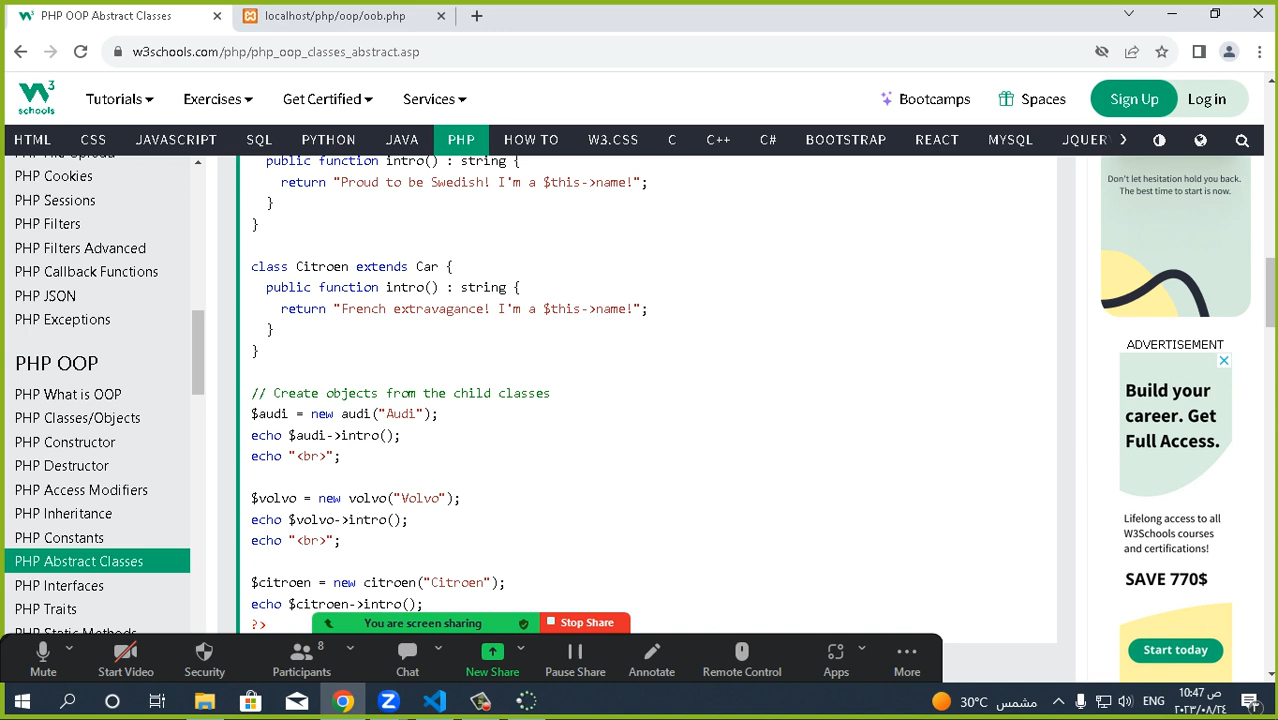 PHP OOP Abstract Classes
localhost/php/oop/oob.php
w3schools.com/php/php_oop_classes_abstract.asp
W3 schools
Tutorials
Exercises
Get Certified
Services
Bootcamps
Spaces
Sign Up
Log in
HTML CSS JAVASCRIPT SQL PYTHON JAVA PHP HOW TO W3.CSS C C++ C# BOOTSTRAP REACT MYSQL JQUER
PHP Cookies
PHP Sessions
PHP Filters
PHP Filters Advanced
PHP Callback Functions
PHP JSON
PHP Exceptions
PHP OOP
PHP What is OOP
PHP Classes/Objects
PHP Constructor
PHP Destructor
PHP Access Modifiers
PHP Inheritance
PHP Constants
PHP Abstract Classes
PHP Interfaces
PHP Traits
PHP Static Methods
public function intro() : string {
return "Proud to be Swedish! I'm a $this->name!";
}
}
class Citroen extends Car {
public function intro() : string {
return "French extravagance! I'm a $this->name!";
}
}
// Create objects from the child classes
$audi = new audi("Audi");
echo $audi->intro();
echo "<br>";
$volvo = new volvo("Volvo");
echo $volvo->intro();
echo "<br>";
$citroen = new citroen("Citroen");
echo $citroen->intro();
?>
Don't let hesitation hold you back.
The best time to start is now.
ADVERTISEMENT
Build your
career. Get
Full Access.
Lifelong access to all
W3Schools courses
and certifications!
SAVE 770$
Start today
You are screen sharing
Stop Share
Mute
Start Video
Security
Participants 8
Chat
New Share
Pause Share
Annotate
Remote Control
Apps
More
30°C مشمس
ENG
10:47 ص
٢٠٢٣/٠٨/٢٤